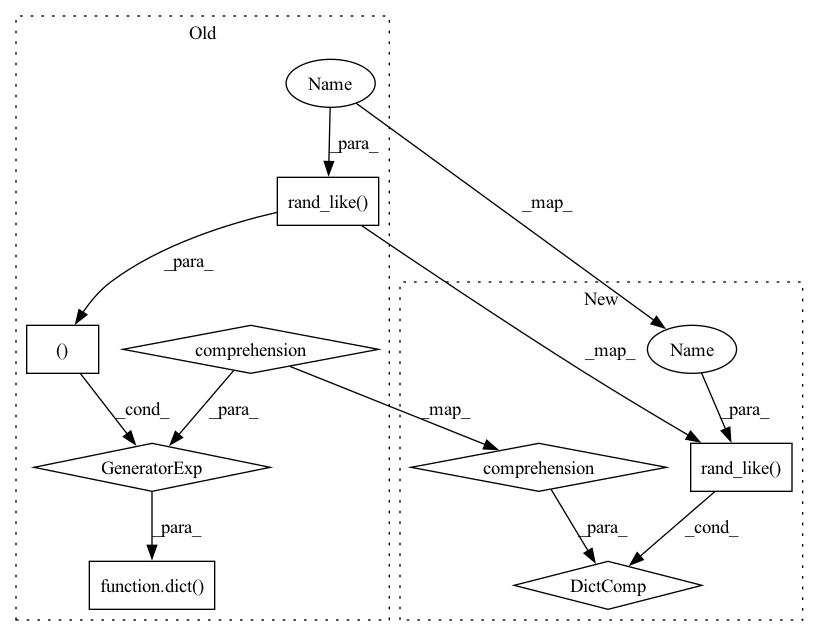 Old
Name
_para_
rand_like()
_map_
_para_
New
()
comprehension
_map_
Name
_cond_
_para_
_map_
_para_
GeneratorExp
comprehension
rand_like()
_para_
_para_
_cond_
function.dict()
DictComp